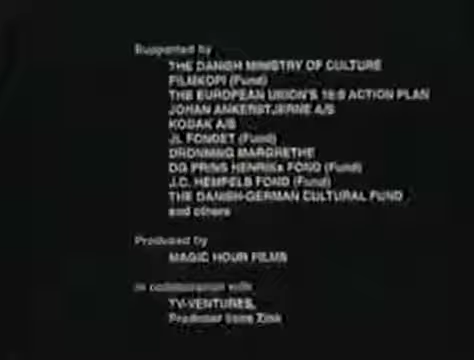 Supported by
THE DANISH MINISTRY OF CULTURE
FILMKOPI (Fund)
THE EUROPEAN UNION'S 16:9 ACTION PLAN
JOHAN ANKERSTJERNE A/S
KODAK A/S
JL FONDET (Fund)
DRONNING MARGRETHE
OG PRINS HENRIKs FOND (Fund)
J.C. HEMPELS FOND (Fund)
THE DANISH-GERMAN CULTURAL FUND
and others
Produced by
MAGIC HOUR FILMS
in collaboration with
TV-VENTURES,
Producer Zink